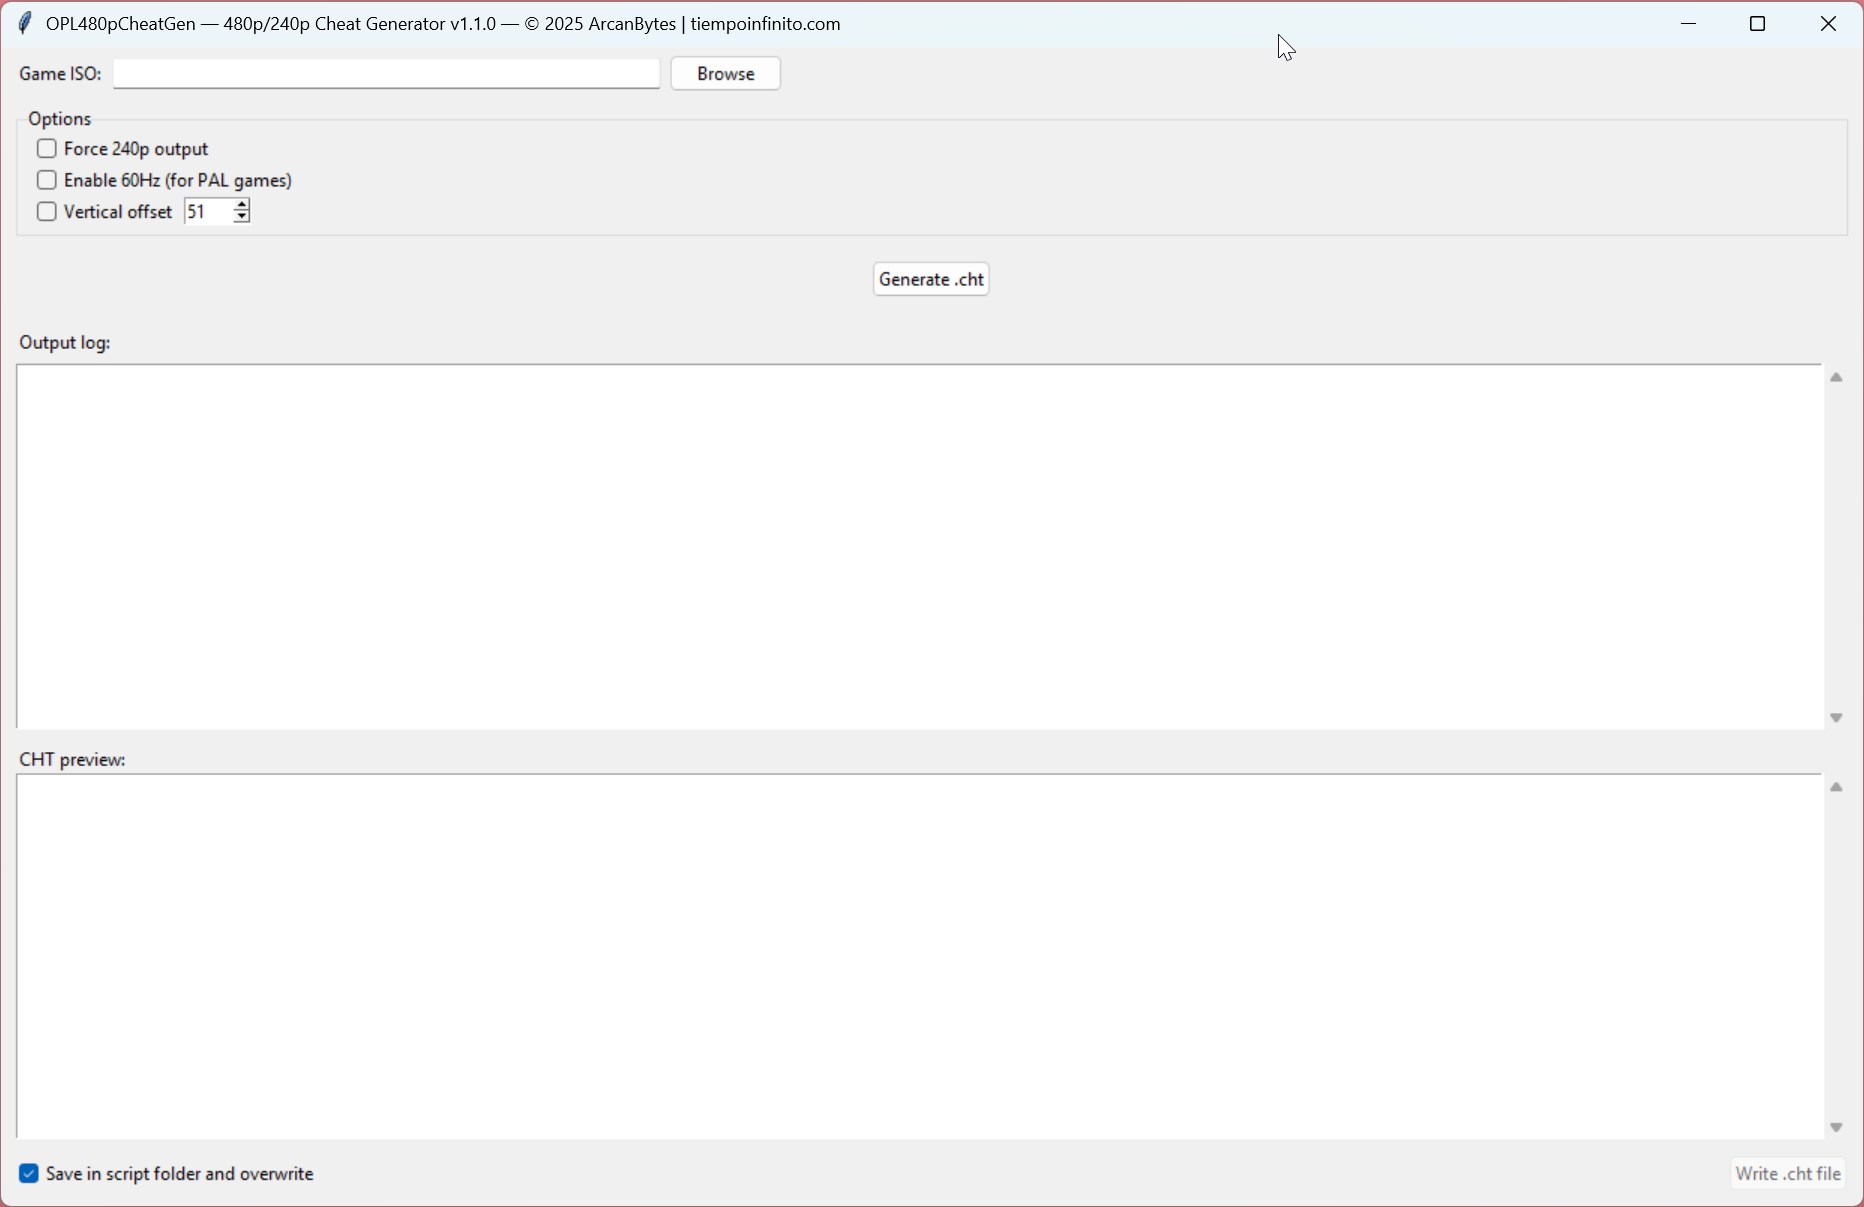 OPL480pCheatGen — 480p/240p Cheat Generator v1.1.0 — © 2025 ArcanBytes | tiempoinfinito.com
Game ISO:
Browse
Options
Force 240p output
Enable 60Hz (for PAL games)
Vertical offset 51
Generate .cht
Output log:
CHT preview:
Save in script folder and overwrite
Write .cht file